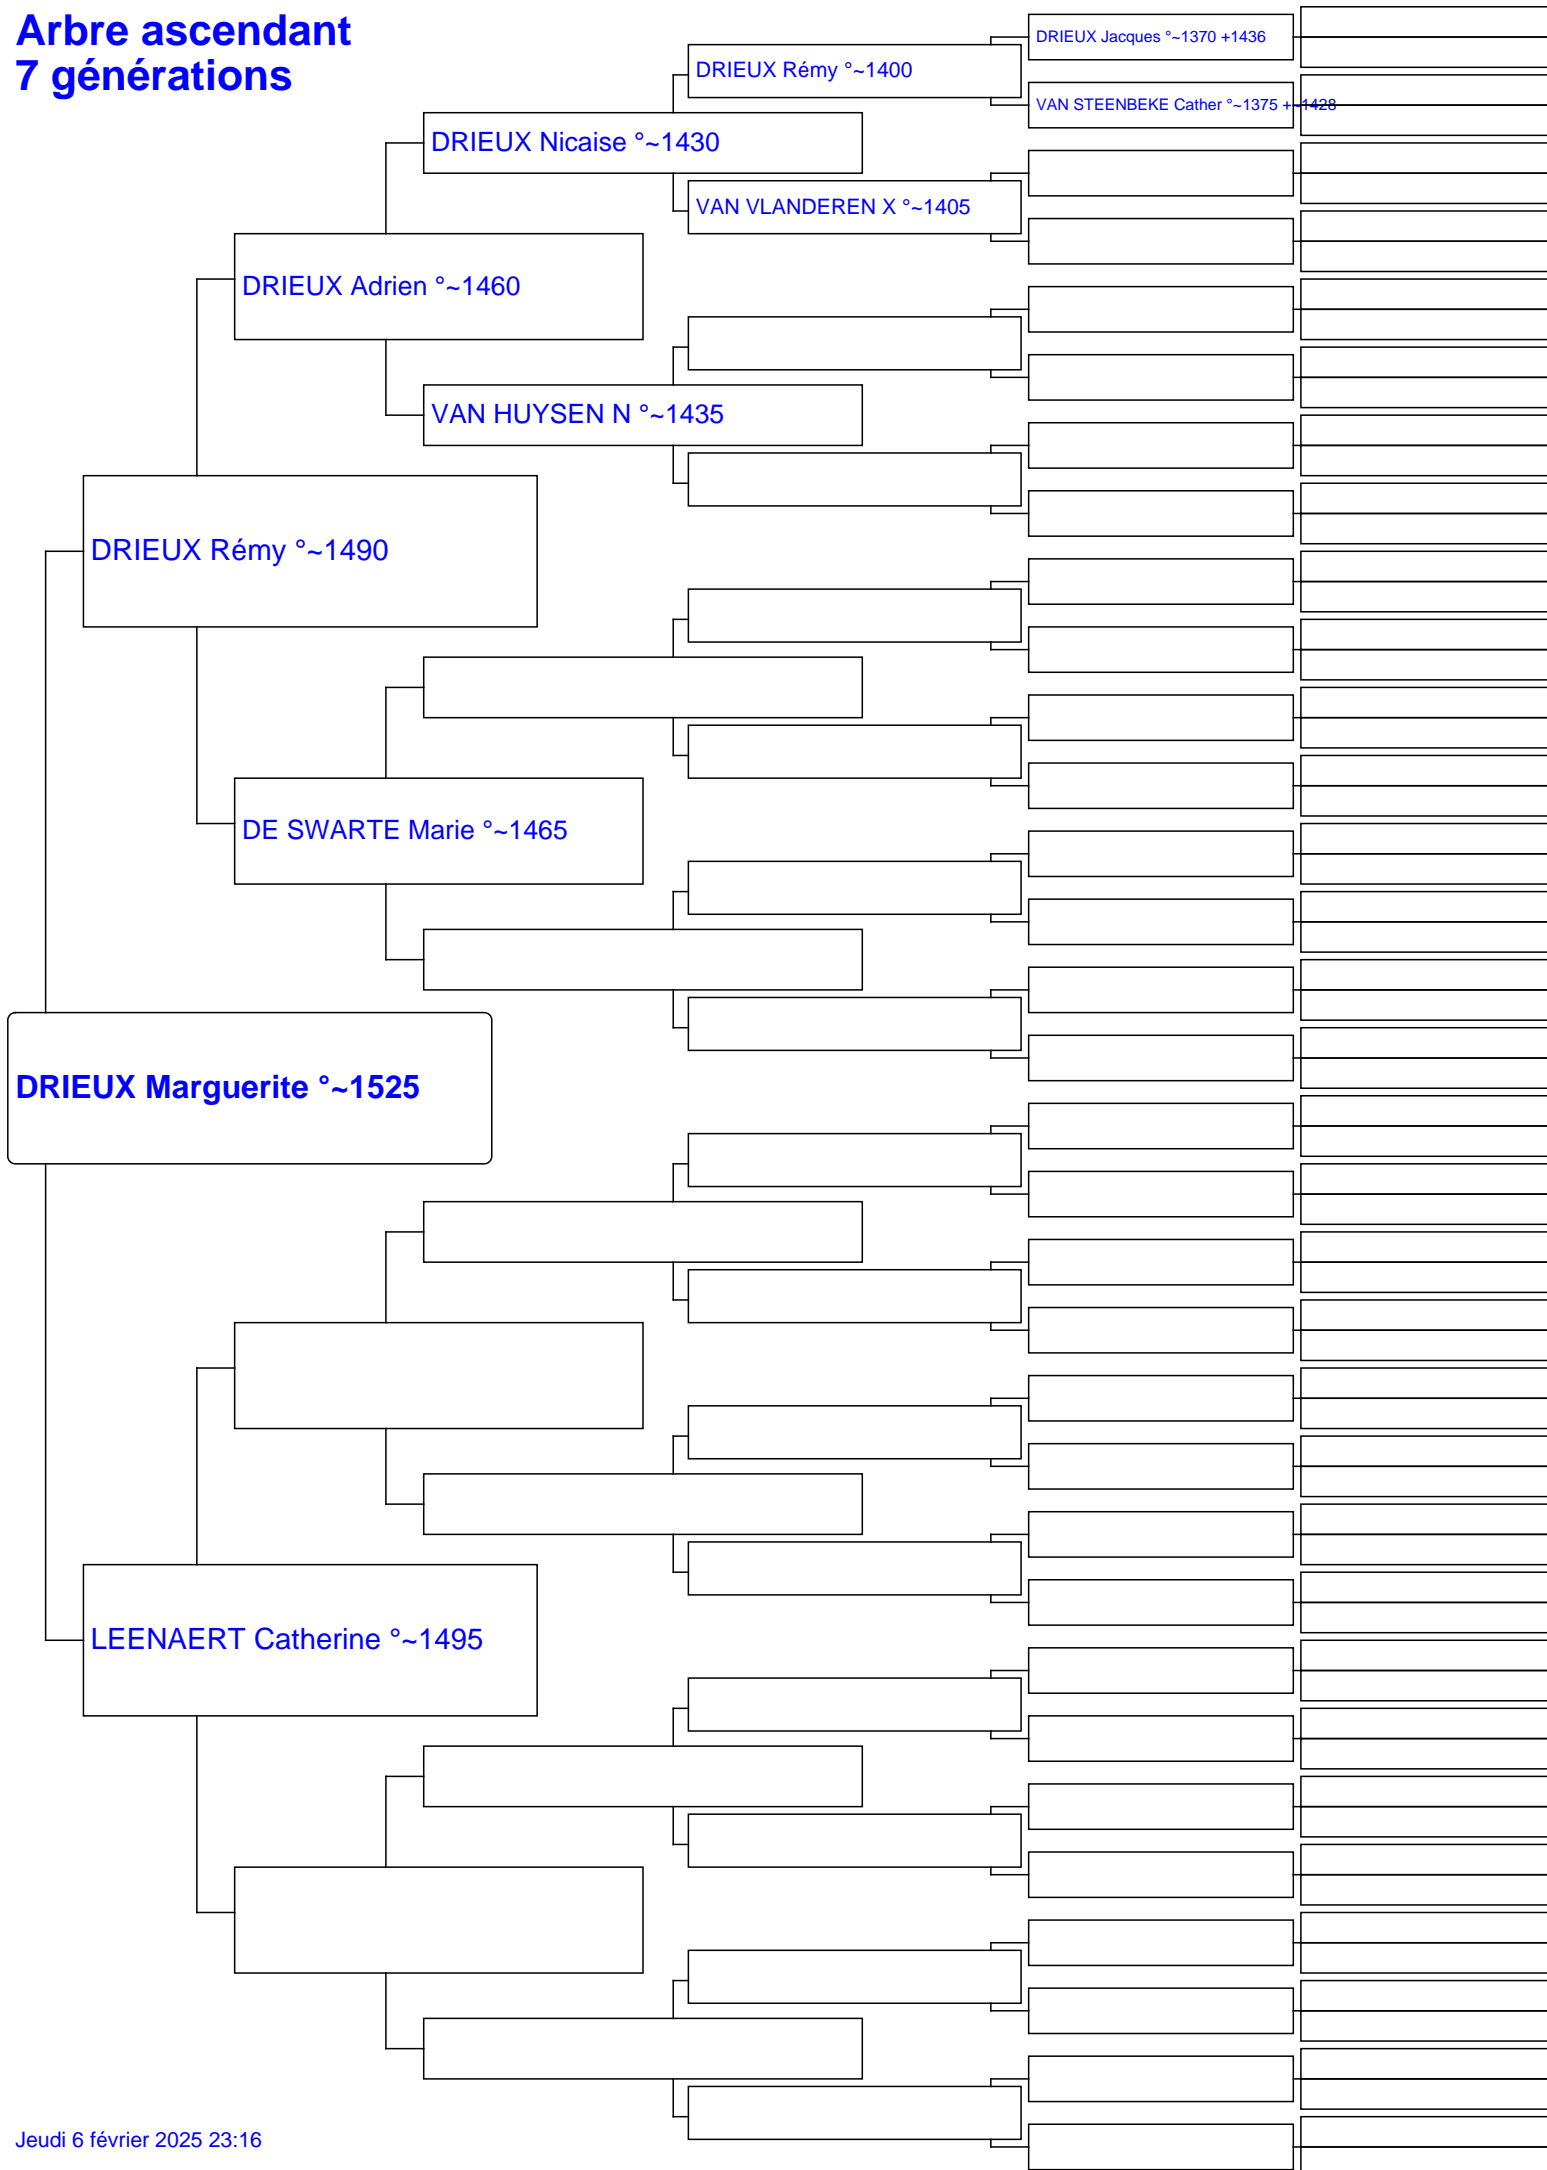 Arbre ascendant
7 générations
DRIEUX Jacques °~1370 +1436
DRIEUX Rémy °~1400
VAN STEENBEKE Cather °~1375 +~1428
DRIEUX Nicaise °~1430
VAN VLANDEREN X °~1405
DRIEUX Adrien °~1460
VAN HUYSEN N °~1435
DRIEUX Rémy °~1490
DE SWARTE Marie °~1465
DRIEUX Marguerite °~1525
LEENAERT Catherine °~1495
Jeudi 6 février 2025 23:16